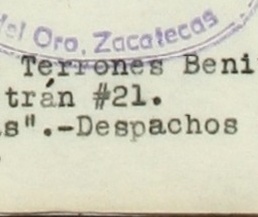 del Oro, Zacatecas
Terrones Beni
trán #21.
s".-Despachos